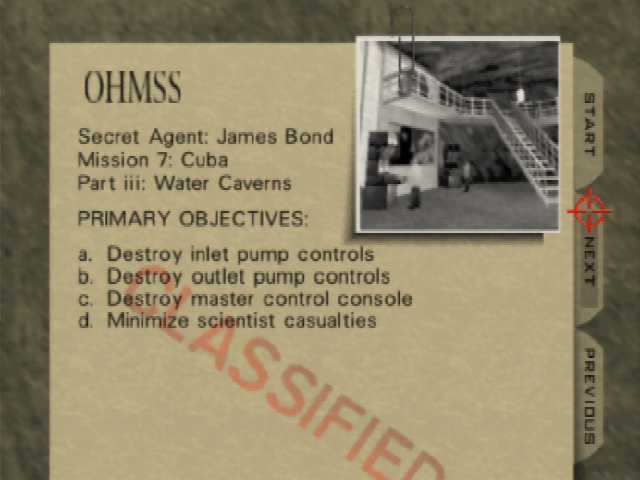 OHMSS
Secret Agent: James Bond
Mission 7: Cuba
Part iii: Water Caverns
PRIMARY OBJECTIVES:
a. Destroy inlet pump controls
b. Destroy outlet pump controls
c. Destroy master control console
d. Minimize scientist casualties
CLASSIFIED
START
NEXT
PREVIOUS